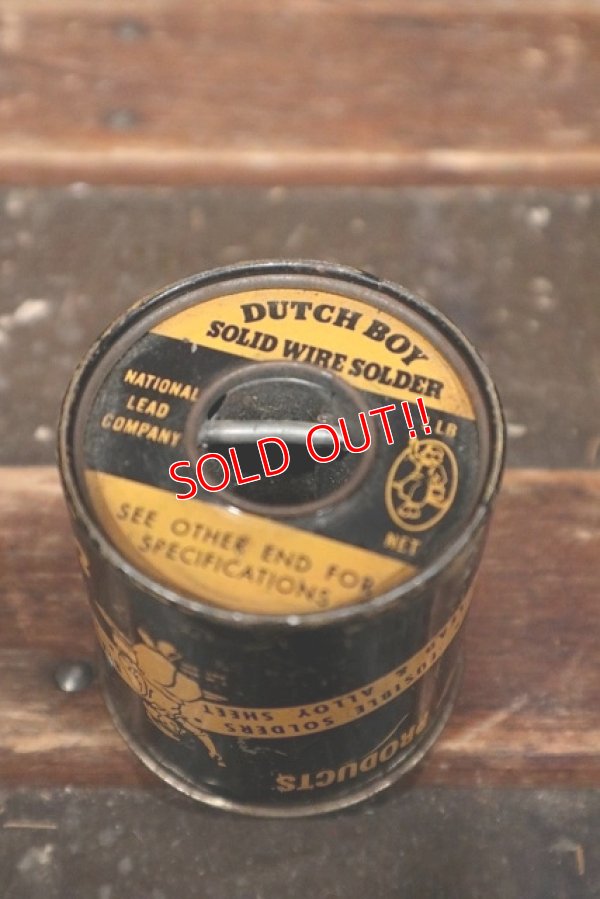 DUTCH BOY
SOLID WIRE SOLDER
NATIONAL
LEAD
COMPANY
LB
NET
SOLD OUT!!
SEE OTHER END FOR
SPECIFICATIONS
FUSIBLE SOLDERS
ALLOY SHEET
PRODUCTS